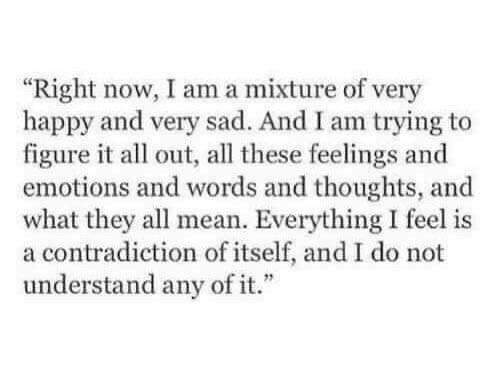 “Right now, I am a mixture of very
happy and very sad. And I am trying to
figure it all out, all these feelings and
emotions and words and thoughts, and
what they all mean. Everything I feel is
a contradiction of itself, and I do not
understand any of it.”